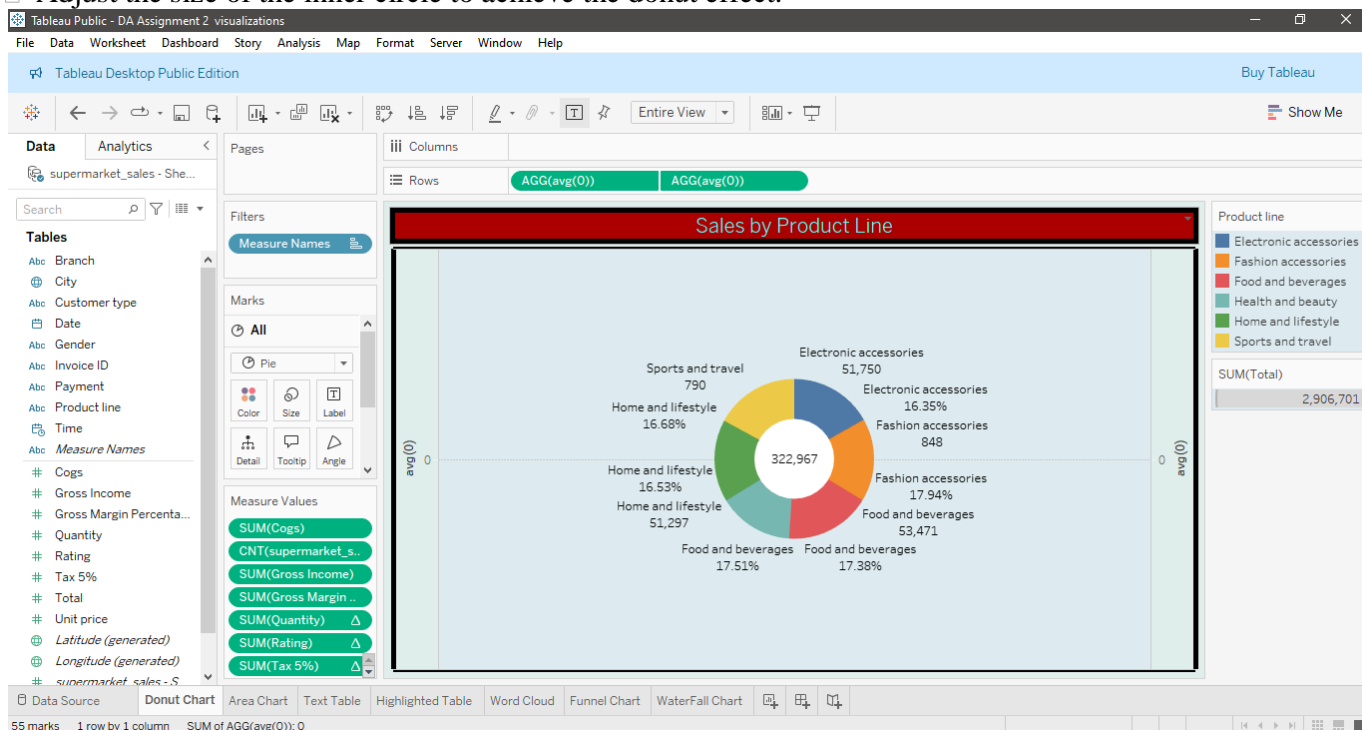 Adjust the size of the inner circle to achieve the donut effect.
Tableau Public - DA Assignment 2 visualizations
File Data Worksheet Dashboard Story Analysis Map Format Server Window Help
Tableau Desktop Public Edition
Buy Tableau
Entire View
Show Me
Data Analytics
supermarket_sales - She...
Search
Tables
Abc Branch
City
Abc Customer type
Date
Abc Gender
Abc Invoice ID
Abc Payment
Abc Product line
Time
Abc Measure Names
# Cogs
# Gross Income
# Gross Margin Percenta...
# Quantity
# Rating
# Tax 5%
# Total
# Unit price
Latitude (generated)
Longitude (generated)
# supermarket_sales - S
Pages
Filters
Measure Names
Marks
All
Pie
Color Size Label
Detail Tooltip Angle
Measure Values
SUM(Cogs)
CNT(supermarket_s..
SUM(Gross Income)
SUM(Gross Margin ..
SUM(Quantity) Δ
SUM(Rating) Δ
SUM(Tax 5%) Δ
iii Columns
Rows
AGG(avg(0)) AGG(avg(0))
Sales by Product Line
avg(0)
0
Electronic accessories
51,750
Electronic accessories
16.35%
Fashion accessories
848
Fashion accessories
17.94%
Food and beverages
53,471
Food and beverages
17.38%
Food and beverages
17.51%
Home and lifestyle
51,297
Home and lifestyle
16.53%
Home and lifestyle
16.68%
Sports and travel
790
322,967
0
avg(0)
Product line
Electronic accessories
Fashion accessories
Food and beverages
Health and beauty
Home and lifestyle
Sports and travel
SUM(Total)
2,906,701
Data Source Donut Chart Area Chart Text Table Highlighted Table Word Cloud Funnel Chart WaterFall Chart
55 marks 1 row by 1 column SUM of AGG(avg(0)): 0